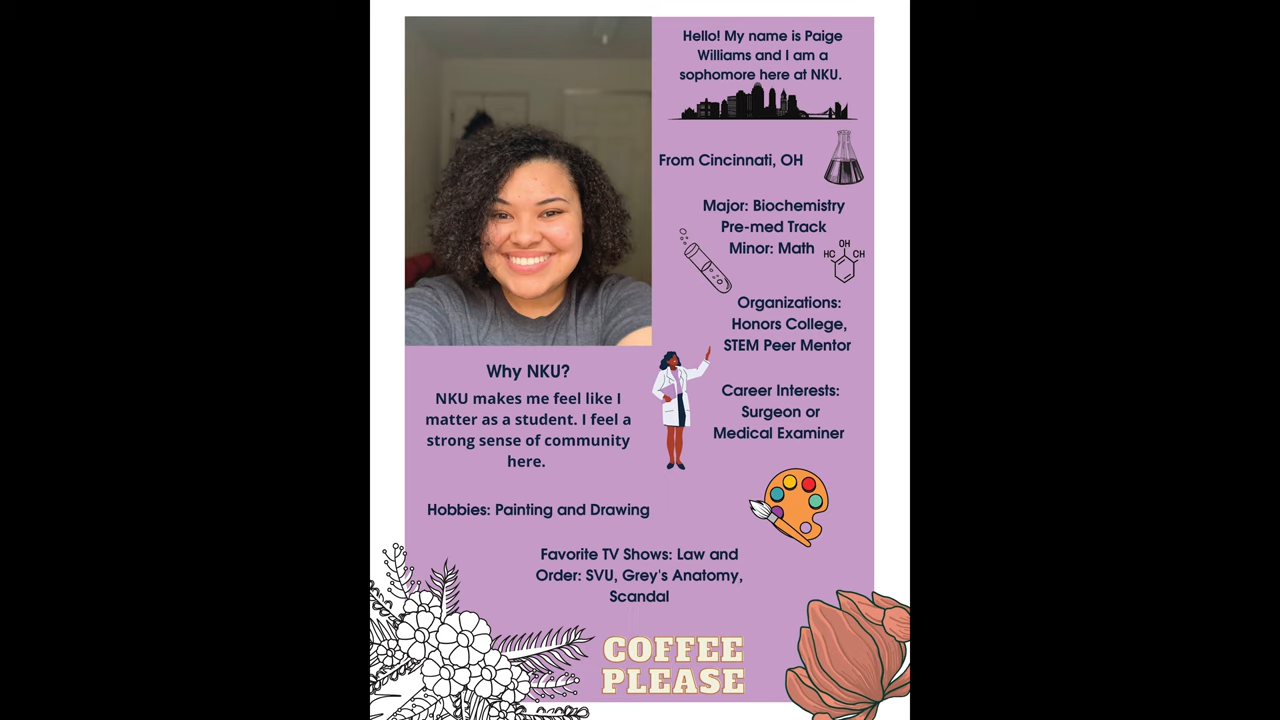 Hello! My name is Paige
Williams and I am a
sophomore here at NKU.
From Cincinnati, OH
Major: Biochemistry
Pre-med Track
Minor: Math
OH
HC
CH
Organizations:
Honors College,
STEM Peer Mentor
Why NKU?
NKU makes me feel like I
matter as a student. I feel a
strong sense of community
here.
Career Interests:
Surgeon or
Medical Examiner
Hobbies: Painting and Drawing
Favorite TV Shows: Law and
Order: SVU, Grey's Anatomy,
Scandal
COFFEE
PLEASE